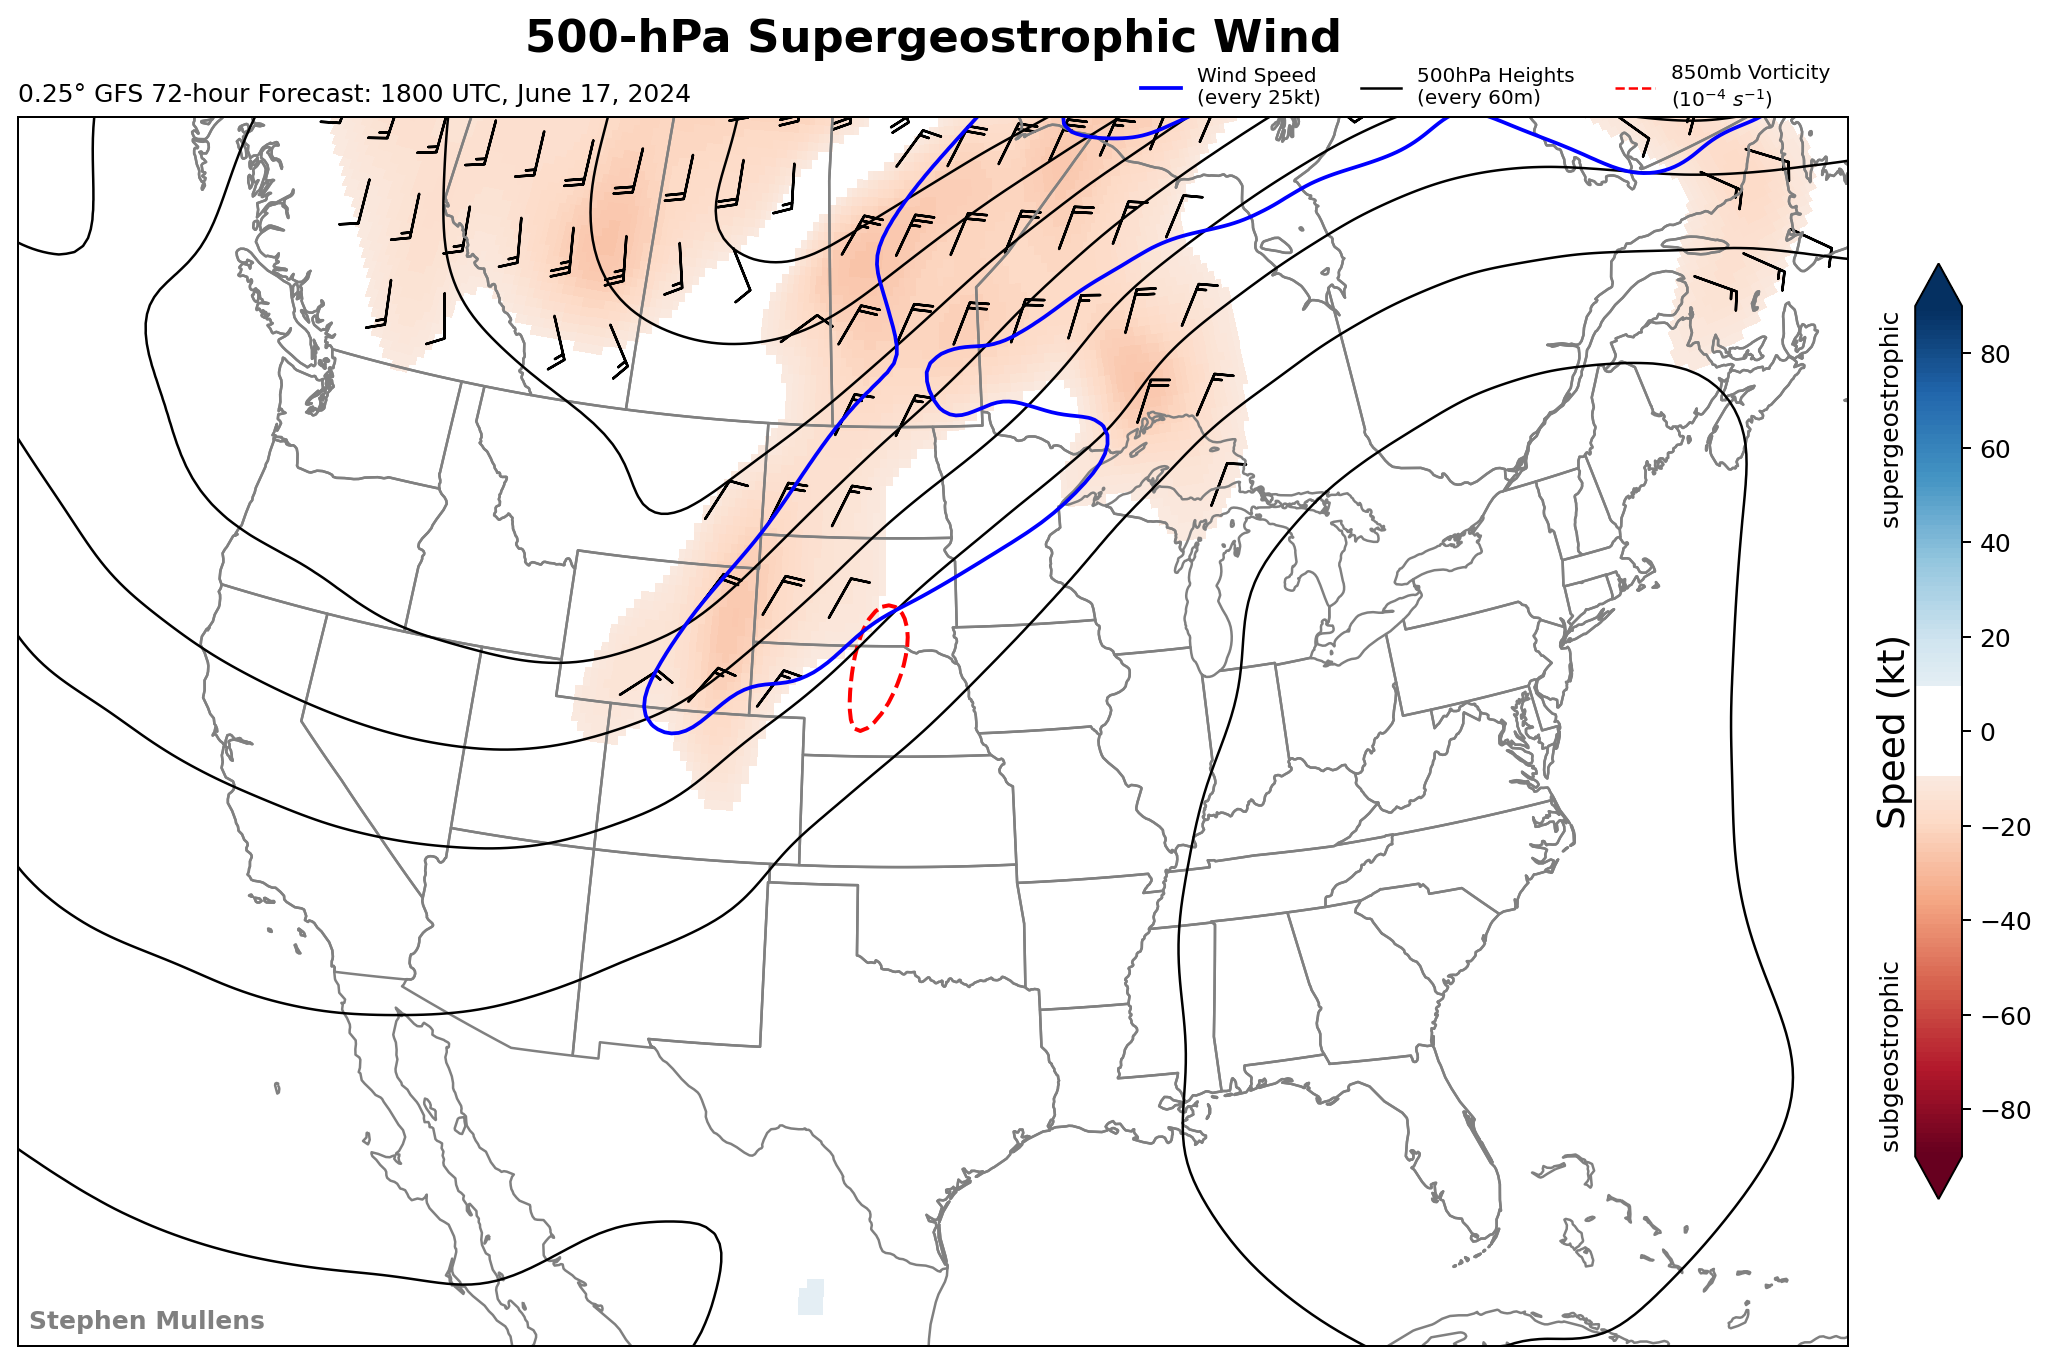 500-hPa Supergeostrophic Wind
0.25° GFS 72-hour Forecast: 1800 UTC, June 17, 2024
Wind Speed
(every 25kt)
500hPa Heights
(every 60m)
850mb Vorticity
(10⁻⁴ s⁻¹)
supergeostrophic
Speed (kt)
subgeostrophic
80
60
40
20
0
−20
−40
−60
−80
Stephen Mullens